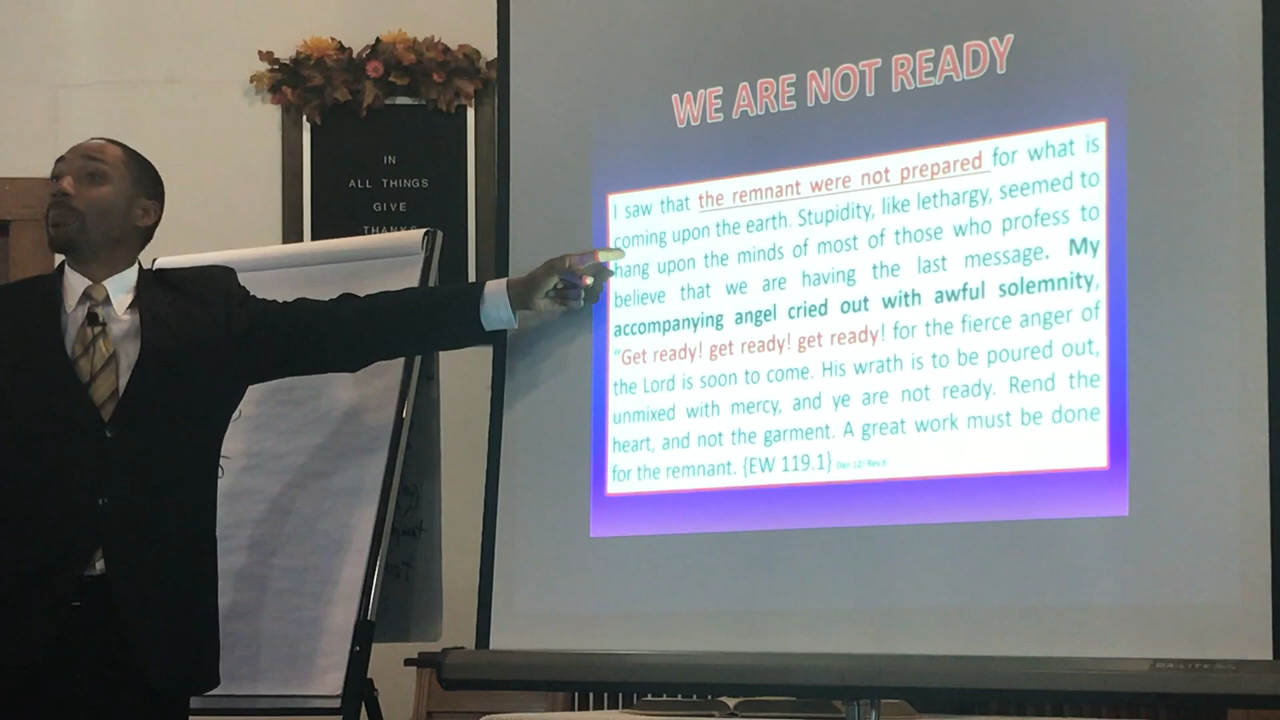 WE ARE NOT READY
I saw that the remnant were not prepared for what is
coming upon the earth. Stupidity, like lethargy, seemed to
hang upon the minds of most of those who profess to
believe that we are having the last message. My
accompanying angel cried out with awful solemnity,
“Get ready! get ready! get ready! for the fierce anger of
the Lord is soon to come. His wrath is to be poured out,
unmixed with mercy, and ye are not ready. Rend the
heart, and not the garment. A great work must be done
for the remnant. {EW 119.1}
IN
ALL THINGS
GIVE
THANKS